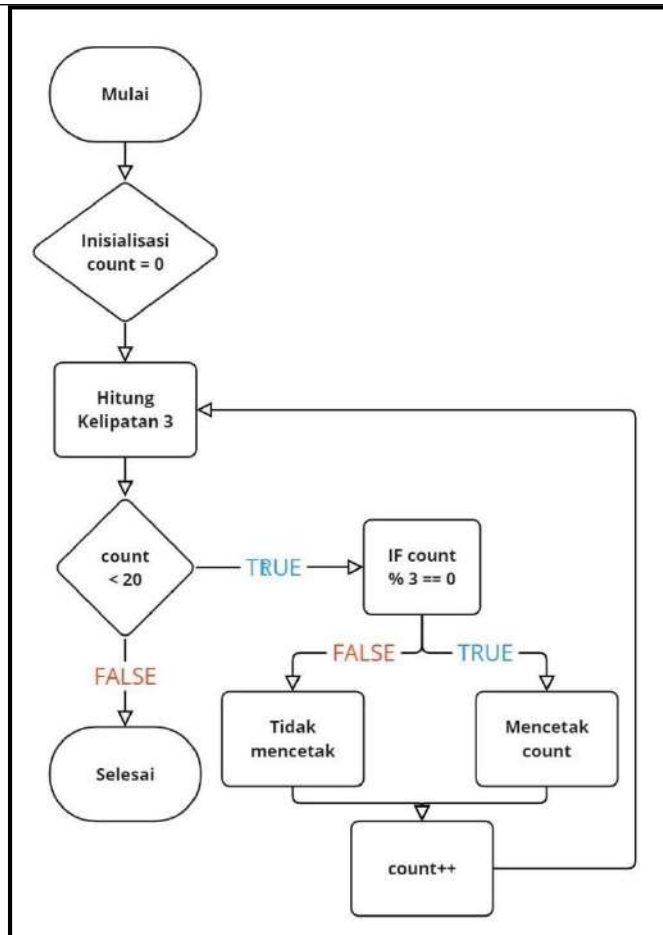 Mulai
Inisialisasi
count = 0
Hitung
Kelipatan 3
count
< 20
TRUE
IF count
% 3 == 0
FALSE
TRUE
FALSE
Tidak
mencetak
Mencetak
count
Selesai
count++